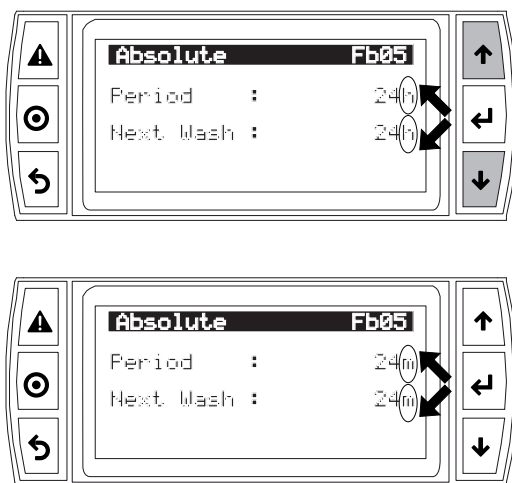 Absolute Fb05
Period : 24h
Next Wash : 24h
Absolute Fb05
Period : 24m
Next Wash : 24m